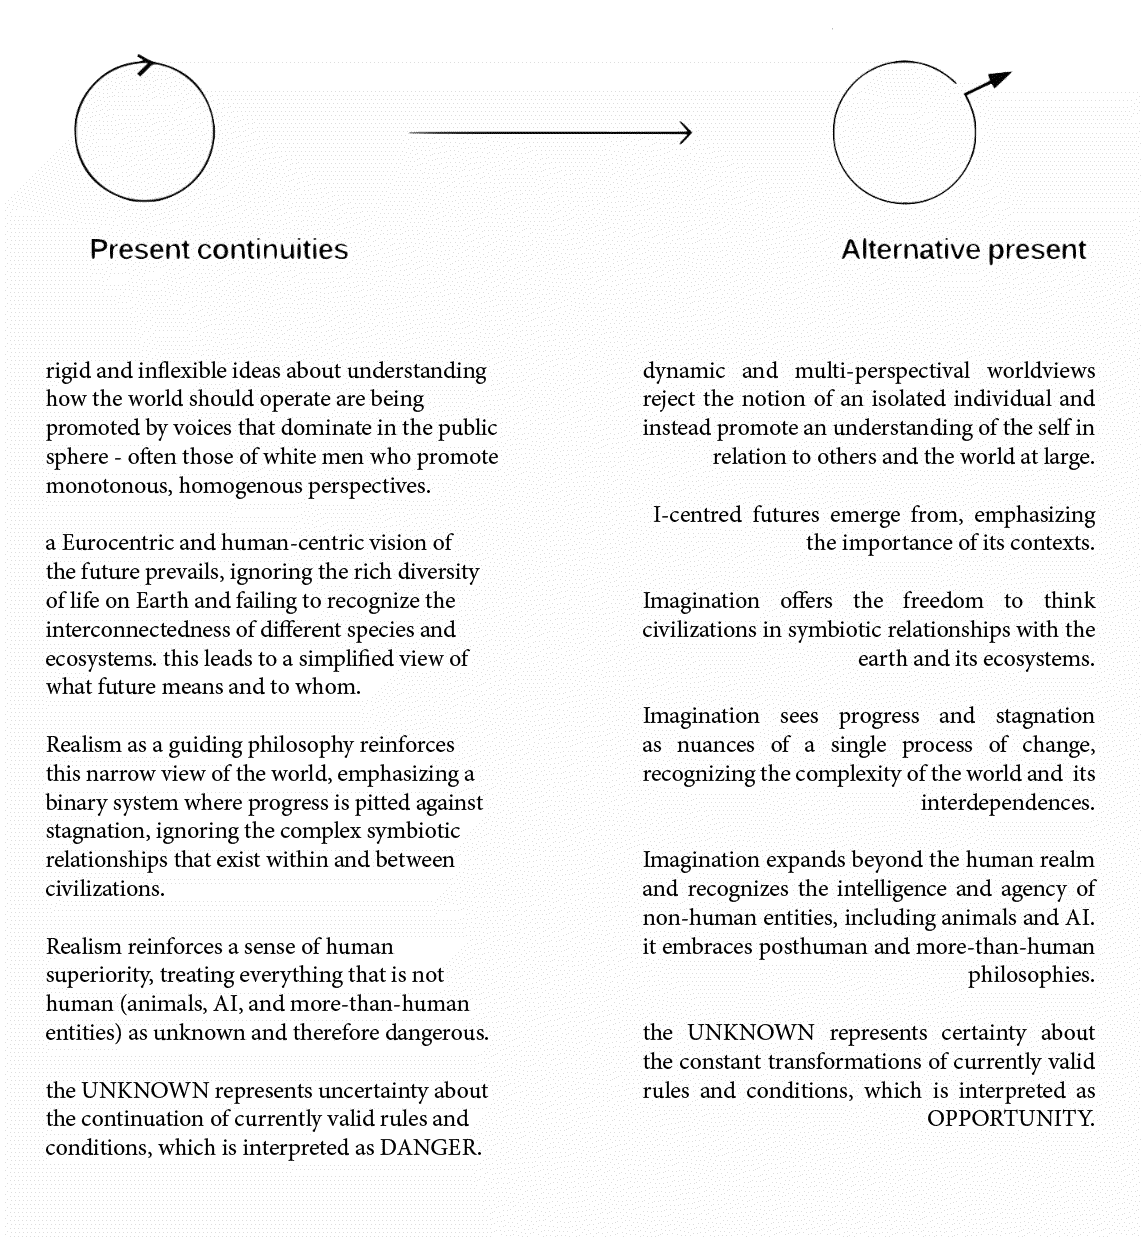 Present continuities
rigid and inflexible ideas about understanding
how the world should operate are being
promoted by voices that dominate in the public
sphere - often those of white men who promote
monotonous, homogenous perspectives.
a Eurocentric and human-centric vision of
the future prevails, ignoring the rich diversity
of life on Earth and failing to recognize the
interconnectedness of different species and
ecosystems. this leads to a simplified view of
what future means and to whom.
Realism as a guiding philosophy reinforces
this narrow view of the world, emphasizing a
binary system where progress is pitted against
stagnation, ignoring the complex symbiotic
relationships that exist within and between
civilizations.
Realism reinforces a sense of human
superiority, treating everything that is not
human (animals, AI, and more-than-human
entities) as unknown and therefore dangerous.
the UNKNOWN represents uncertainty about
the continuation of currently valid rules and
conditions, which is interpreted as DANGER.
Alternative present
dynamic and multi-perspectival worldviews
reject the notion of an isolated individual and
instead promote an understanding of the self in
relation to others and the world at large.
I-centred futures emerge from, emphasizing
the importance of its contexts.
Imagination offers the freedom to think
civilizations in symbiotic relationships with the
earth and its ecosystems.
Imagination sees progress and stagnation
as nuances of a single process of change,
recognizing the complexity of the world and its
interdependences.
Imagination expands beyond the human realm
and recognizes the intelligence and agency of
non-human entities, including animals and AI.
it embraces posthuman and more-than-human
philosophies.
the UNKNOWN represents certainty about
the constant transformations of currently valid
rules and conditions, which is interpreted as
OPPORTUNITY.